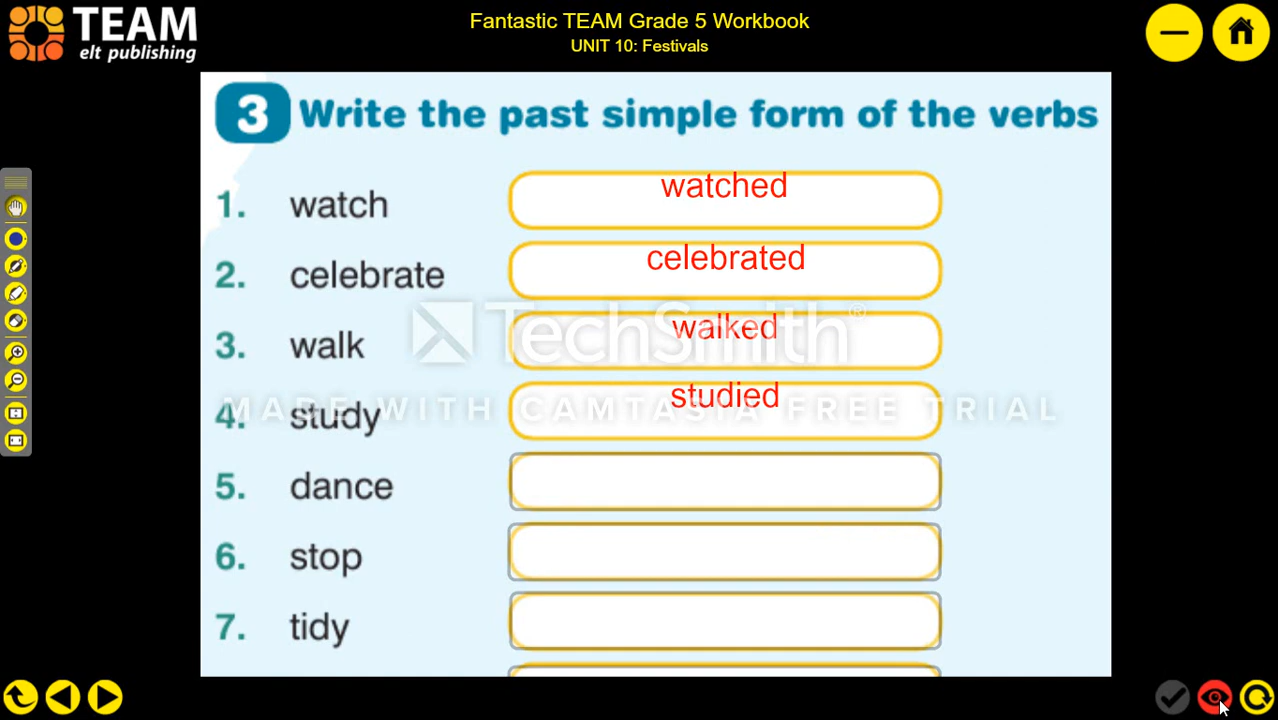 TEAM
elt publishing
Fantastic TEAM Grade 5 Workbook
UNIT 10: Festivals
3 Write the past simple form of the verbs
1. watch watched
2. celebrate celebrated
TechSmith®
3. walk walked
MADE WITH CAMTASIA FREE TRIAL
4. study studied
5. dance
6. stop
7. tidy